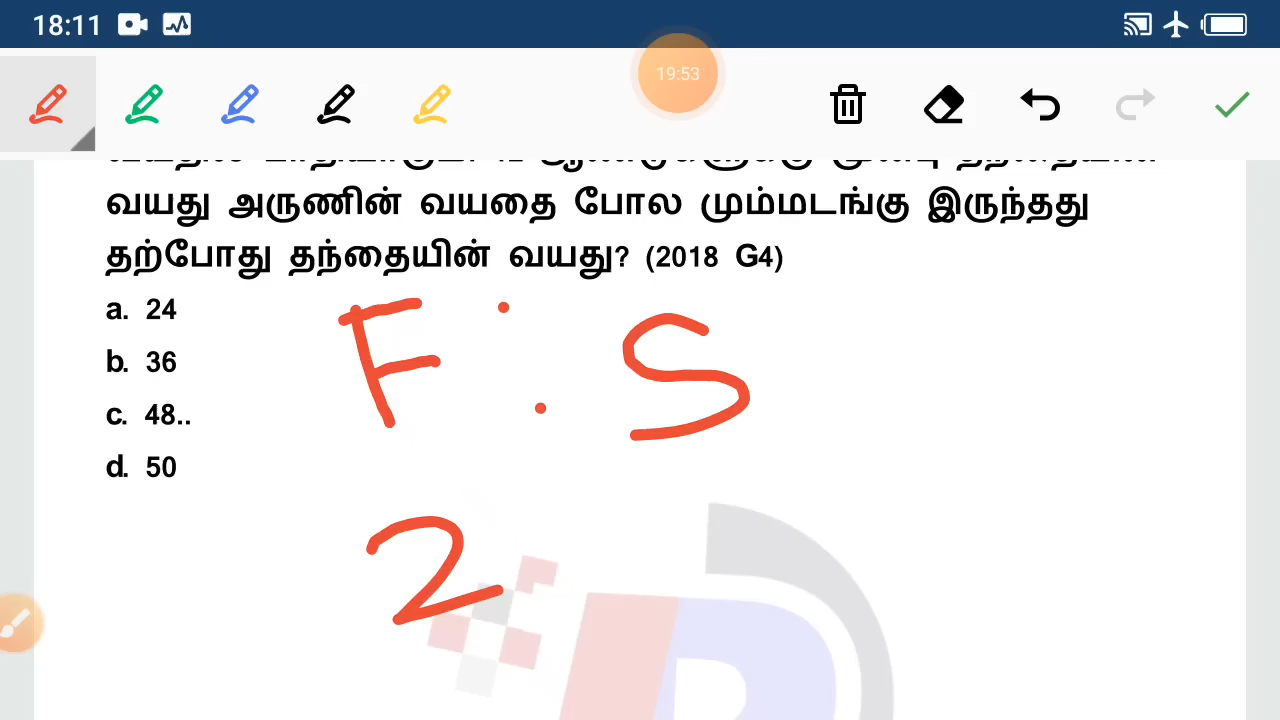 18:11
19:53
வயது அருணின் வயதை போல மும்மடங்கு இருந்தது
தற்போது தந்தையின் வயது? (2018 G4)
a. 24
b. 36
c. 48..
d. 50
F : S
2